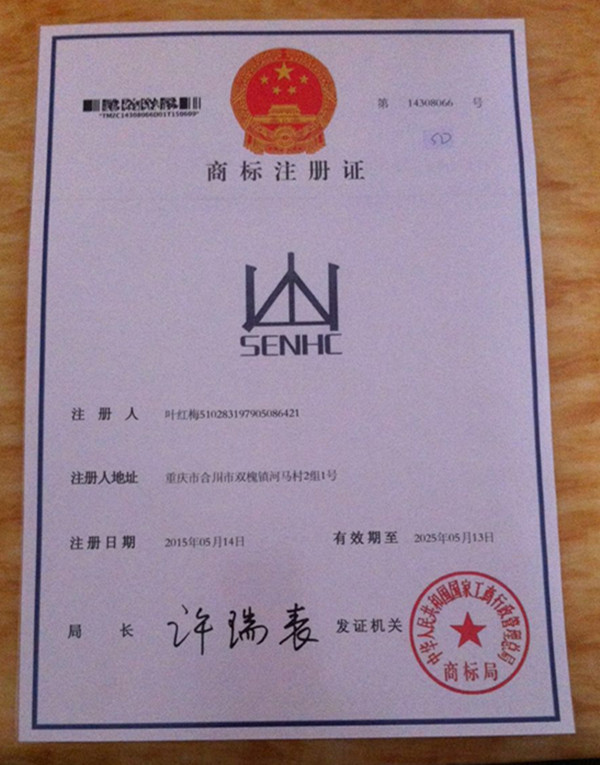 "TMZC14308066D01T150609"
第 14308066 号
SD
商标注册证
SENHC
注 册 人 叶红梅510283197905086421
注册人地址 重庆市合川市双槐镇河马村2组1号
注册日期 2015年05月14日 有效期至 2025年05月13日
局 长 许瑞表 发证机关
中华人民共和国国家工商行政管理总局
商标局